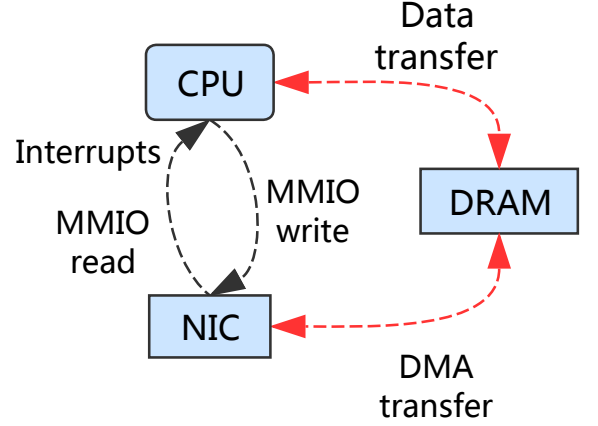 Data
transfer
CPU
Interrupts
MMIO
write
MMIO
read
DRAM
NIC
DMA
transfer